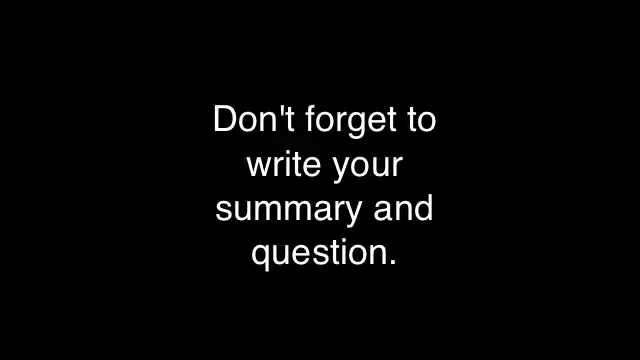 Don't forget to
write your
summary and
question.